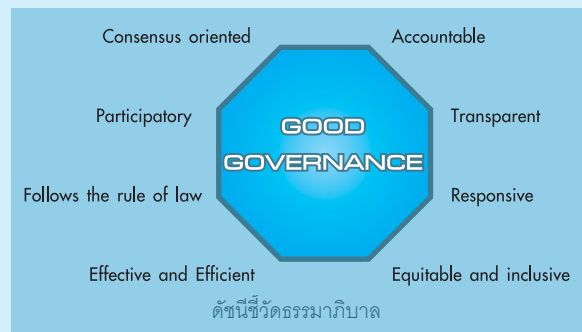 Consensus oriented
Accountable
Participatory
Transparent
GOOD
GOVERNANCE
Follows the rule of law
Responsive
Effective and Efficient
Equitable and inclusive
ดัชนีชี้วัดธรรมาภิบาล